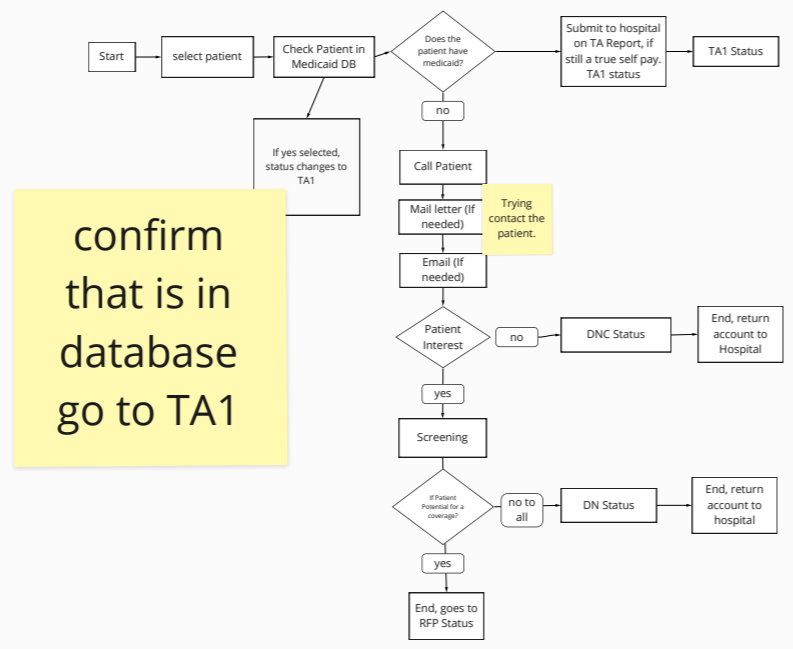 Start
select patient
Check Patient in
Medicaid DB
Does the
patient have
medicaid?
Submit to hospital
on TA Report, if
still a true self pay.
TA1 status
TA1 Status
no
If yes selected,
status changes to
TA1
Call Patient
Mail letter (If
needed)
Trying
contact the
patient.
confirm
that is in
database
go to TA1
Email (If
needed)
Patient
Interest
no
DNC Status
End, return
account to
Hospital
yes
Screening
If Patient
Potential for a
coverage?
no to
all
DN Status
End, return
account to
hospital
yes
End, goes to
RFP Status